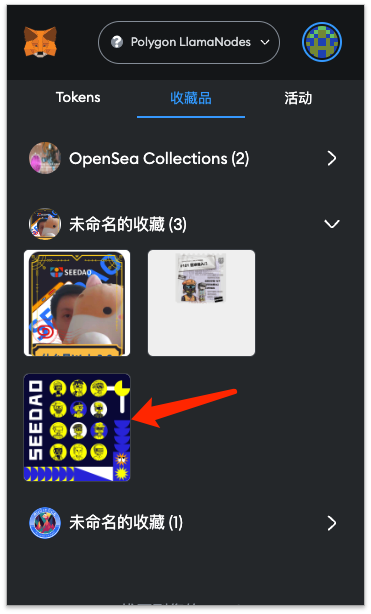 Polygon LlamaNodes
Tokens 收藏品 活动
OpenSea Collections (2)
未命名的收藏 (3)
SEEDAO
SEEDAO
未命名的收藏 (1)